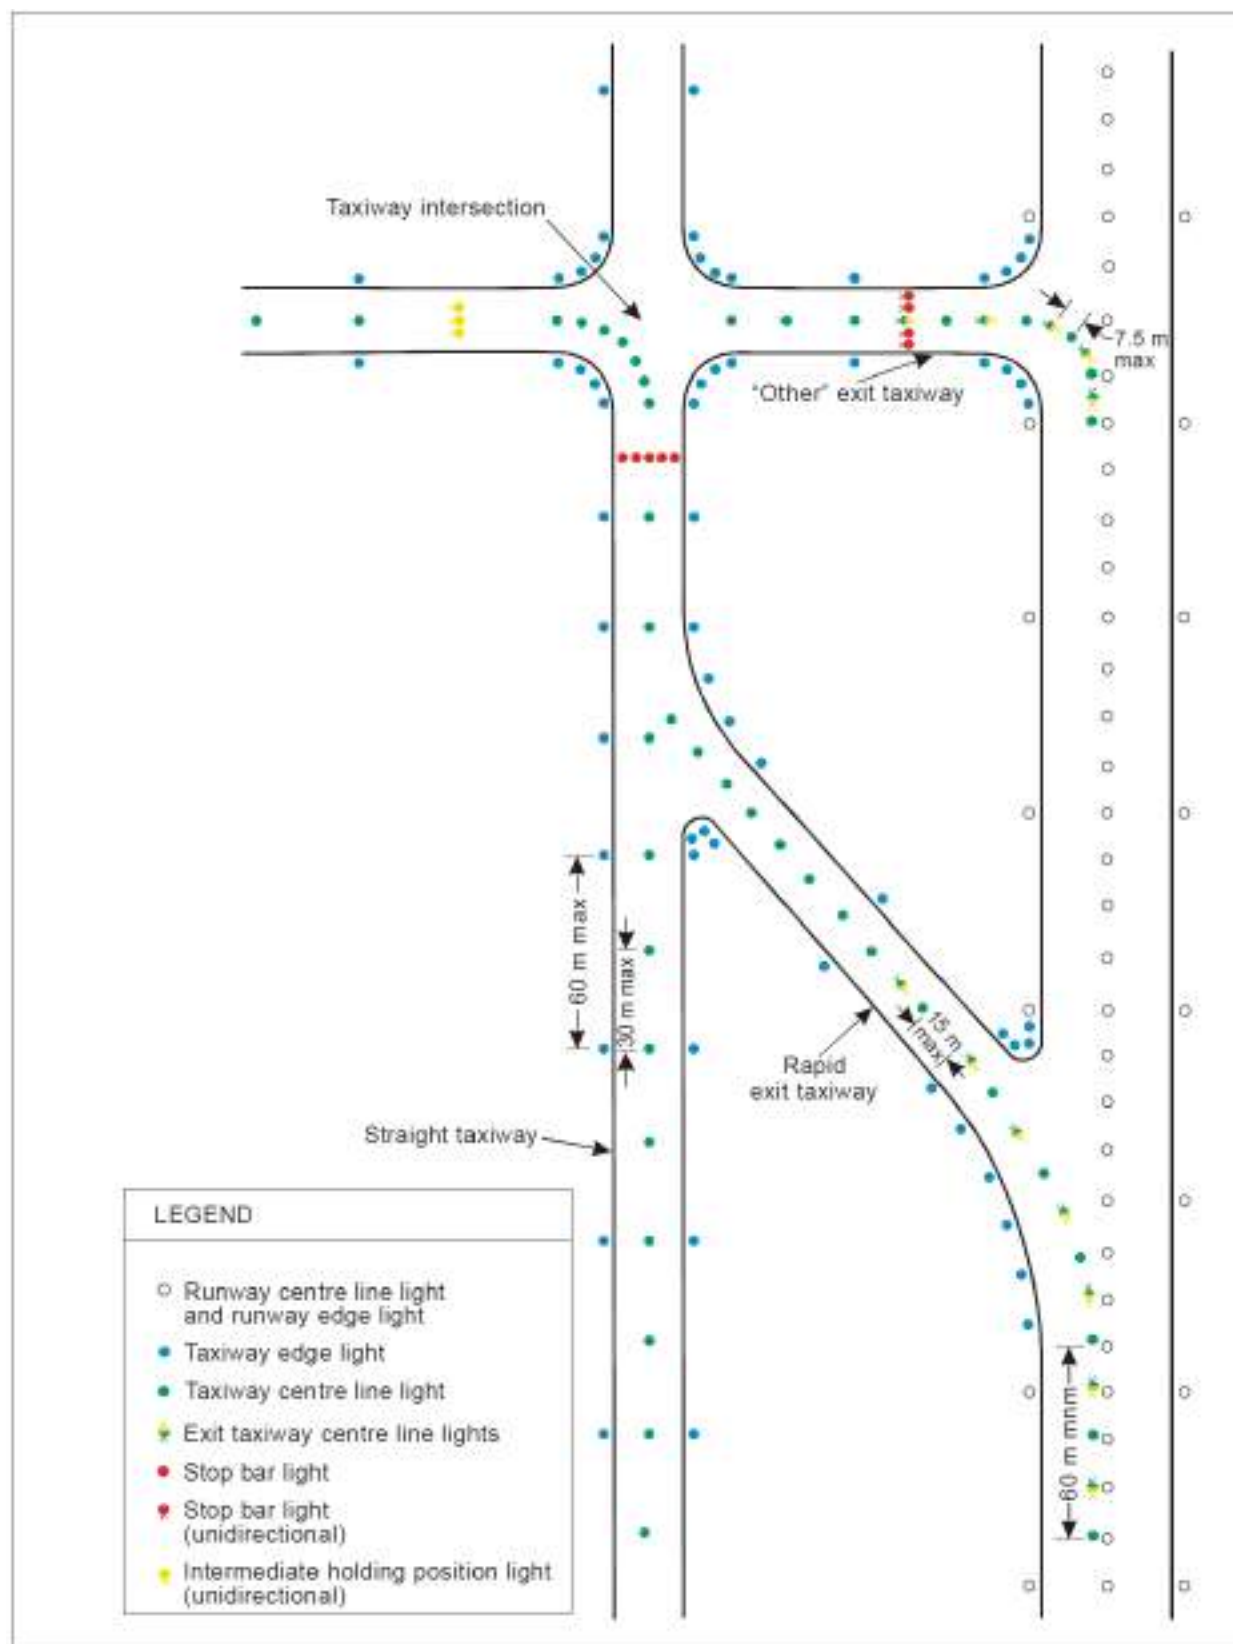 Taxiway intersection
7.5 m
max
"Other" exit taxiway
60 m max
30 m max
15 m
max
Rapid
exit taxiway
Straight taxiway
60 m mnm
LEGEND
Runway centre line light
and runway edge light
Taxiway edge light
Taxiway centre line light
Exit taxiway centre line lights
Stop bar light
Stop bar light
(unidirectional)
Intermediate holding position light
(unidirectional)